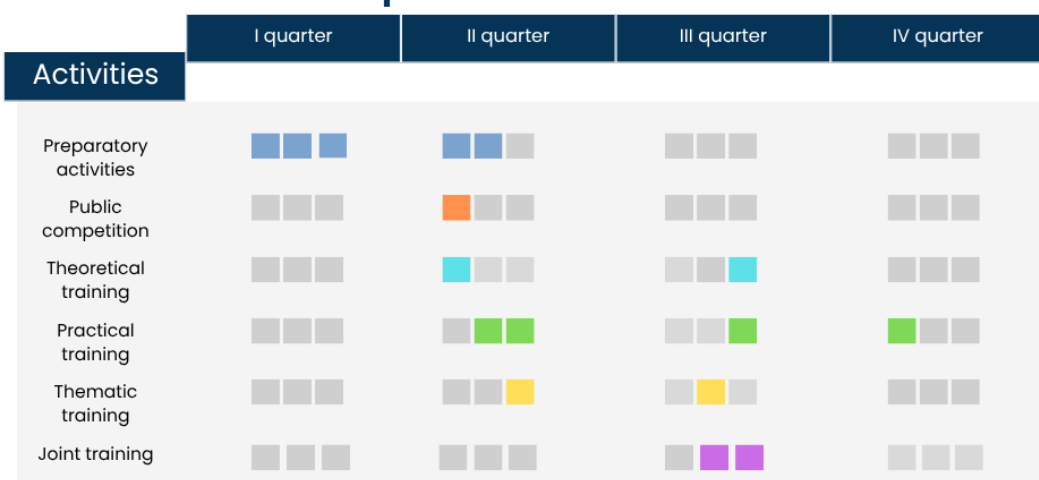 I quarter
II quarter
III quarter
IV quarter
Activities
Preparatory
activities
Public
competition
Theoretical
training
Practical
training
Thematic
training
Joint training